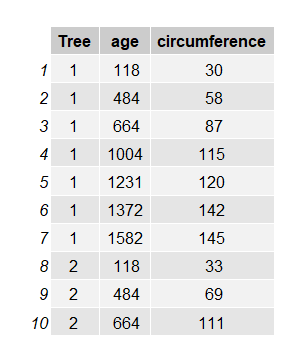 Tree age circumference
1 1 118 30
2 1 484 58
3 1 664 87
4 1 1004 115
5 1 1231 120
6 1 1372 142
7 1 1582 145
8 2 118 33
9 2 484 69
10 2 664 111